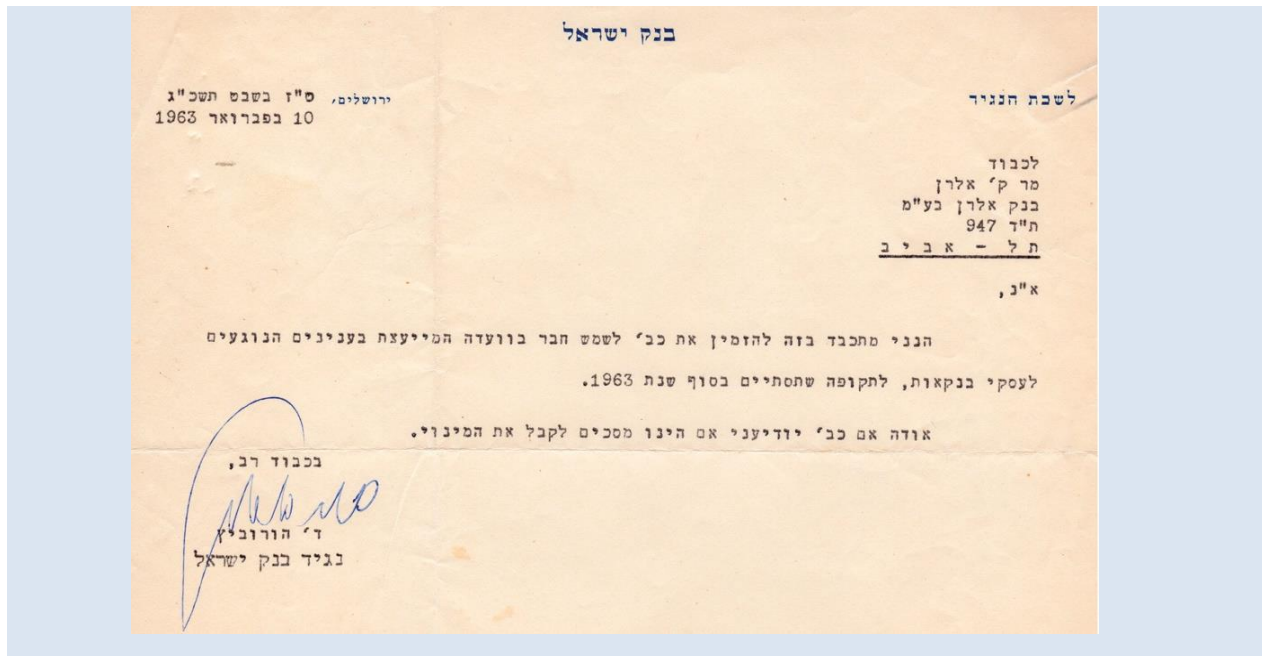 בנק ישראל
לשכת הנגיד
ירושלים, ט"ז בשבט תשכ"ג
10 בפברואר 1963
לכבוד
מר ק' אלרן
בנק אלרן בע"מ
ת"ד 947
תל - אביב
א"נ,
הנני מתכבד בזה להזמין את כב' לשמש חבר בוועדה המייעצת בענינים הנוגעים
לעסקי בנקאות, לתקופה שתסתיים בסוף שנת 1963.
אודה אם כב' יודיעני אם הינו מסכים לקבל את המינוי.
בכבוד רב,
ד' הורוביץ
נגיד בנק ישראל